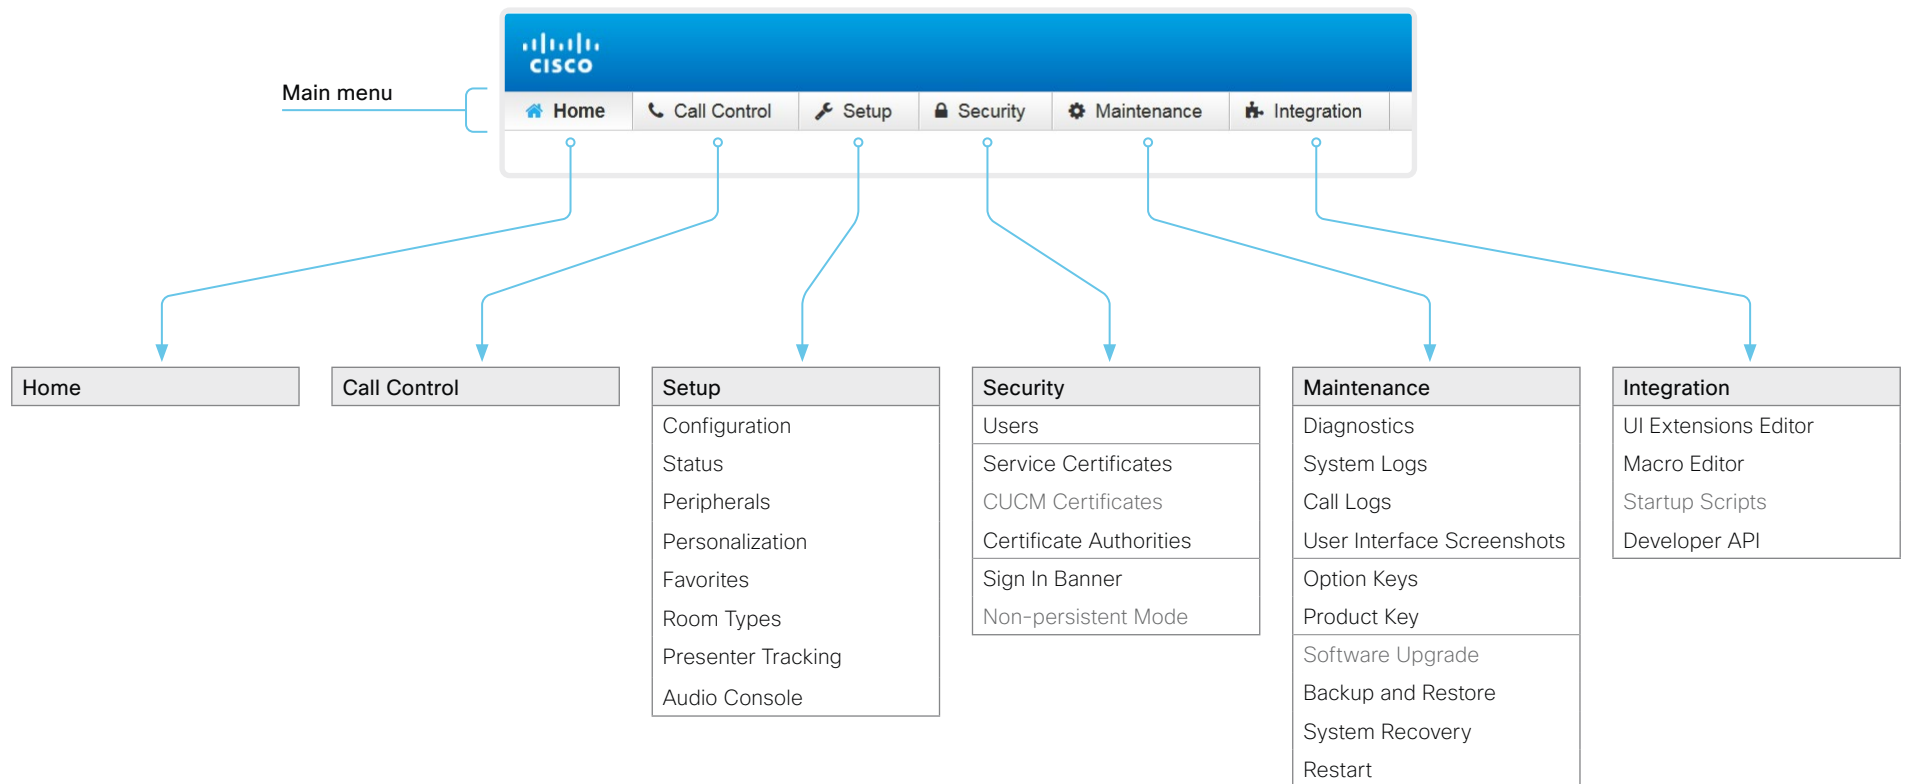 CISCO
Main menu
Home Call Control Setup Security Maintenance Integration
Home
Call Control
Setup
Configuration
Status
Peripherals
Personalization
Favorites
Room Types
Presenter Tracking
Audio Console
Security
Users
Service Certificates
CUCM Certificates
Certificate Authorities
Sign In Banner
Non-persistent Mode
Maintenance
Diagnostics
System Logs
Call Logs
User Interface Screenshots
Option Keys
Product Key
Software Upgrade
Backup and Restore
System Recovery
Restart
Integration
UI Extensions Editor
Macro Editor
Startup Scripts
Developer API